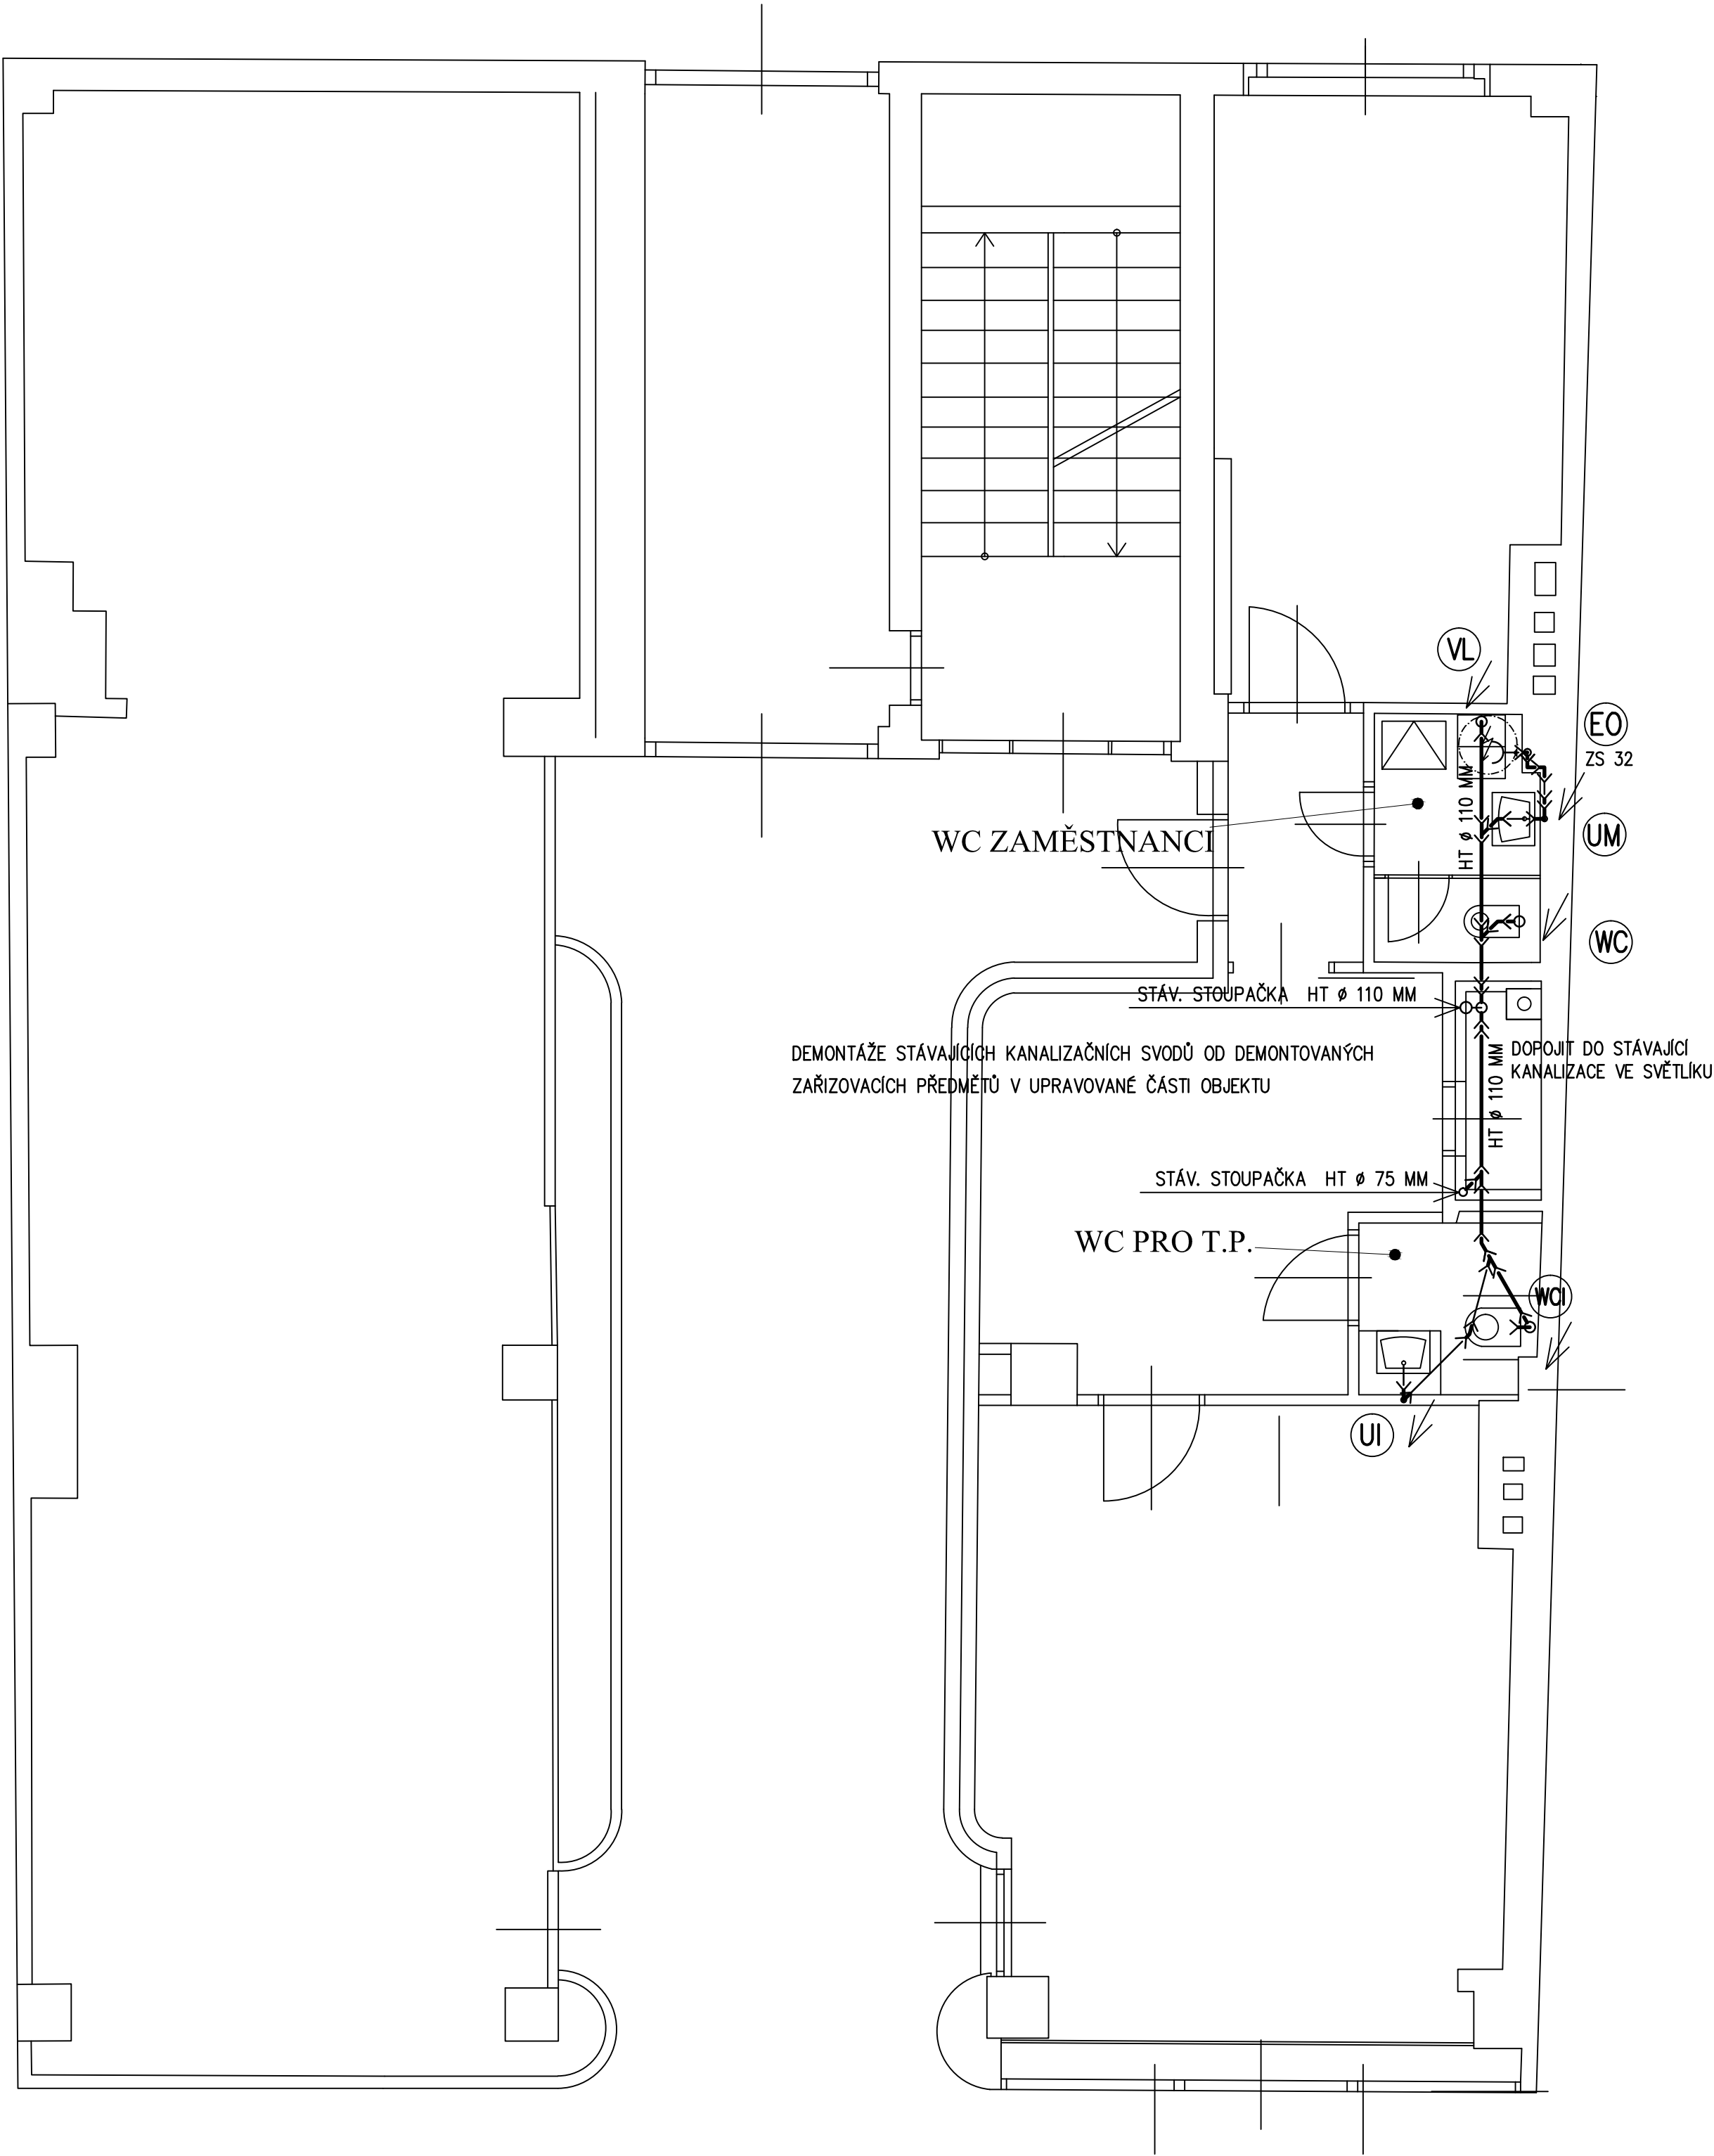 VL
EO
ZS 32
HT ø 110 MM
UM
WC ZAMĚSTNANCI
WC
STÁV. STOUPAČKA HT ø 110 MM
DEMONTÁŽE STÁVAJÍCÍCH KANALIZAČNÍCH SVODŮ OD DEMONTOVANÝCH
ZAŘIZOVACÍCH PŘEDMĚTŮ V UPRAVOVANÉ ČÁSTI OBJEKTU
HT ø 110 MM
DOPOJIT DO STÁVAJÍCÍ
KANALIZACE VE SVĚTLÍKU
STÁV. STOUPAČKA HT ø 75 MM
WC PRO T.P.
WCI
UI